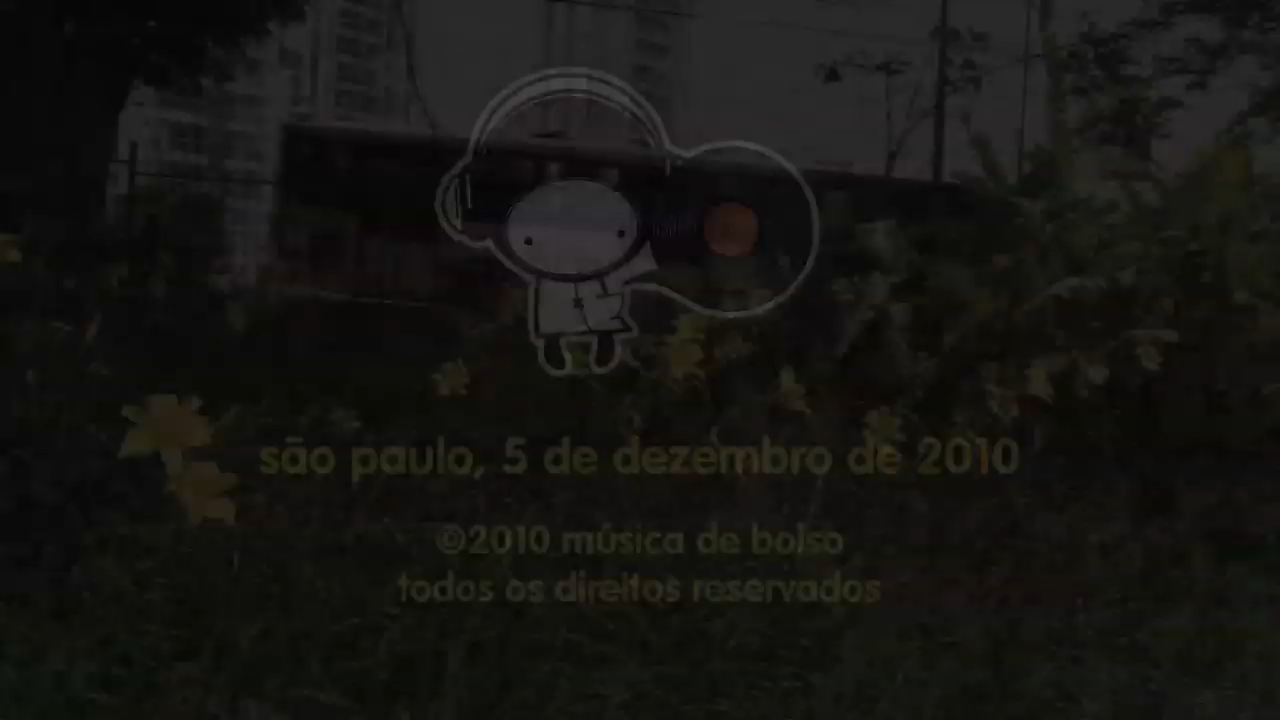 são paulo, 5 de dezembro de 2010
©2010 música de bolso
todos os direitos reservados